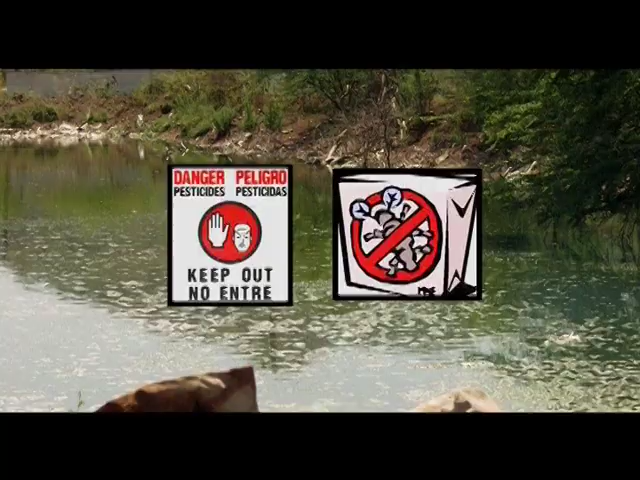 DANGER PELIGRO
PESTICIDES PESTICIDAS
KEEP OUT
NO ENTRE